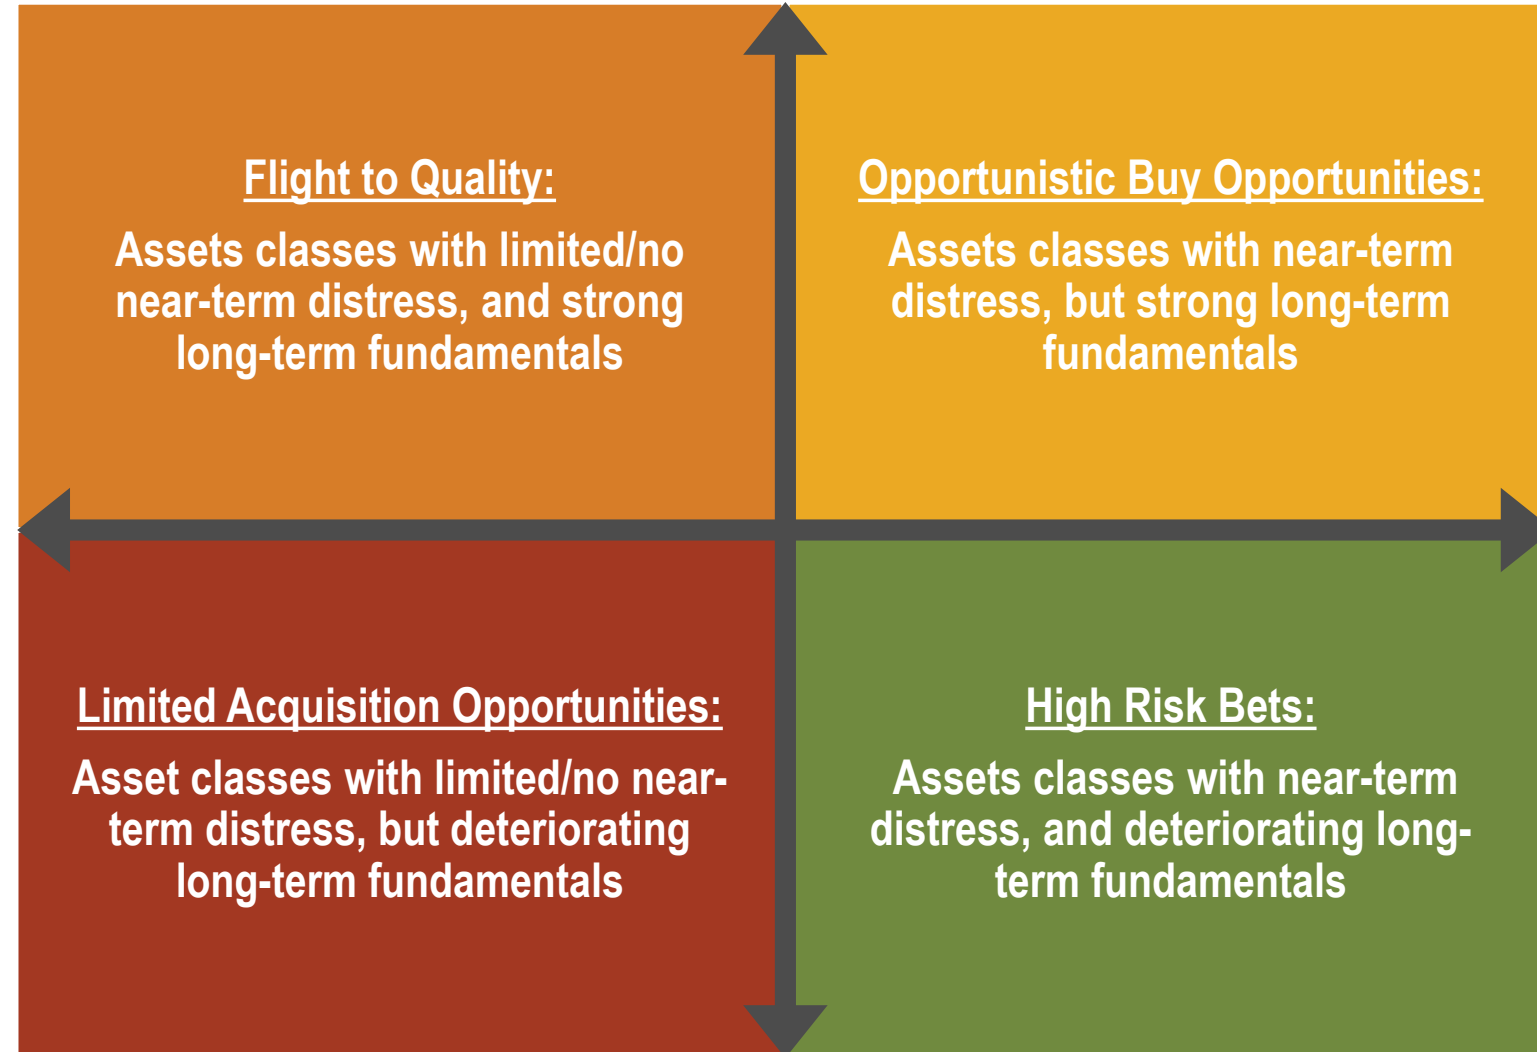 Flight to Quality:
Assets classes with limited/no
near-term distress, and strong
long-term fundamentals
Opportunistic Buy Opportunities:
Assets classes with near-term
distress, but strong long-term
fundamentals
Limited Acquisition Opportunities:
Asset classes with limited/no near-
term distress, but deteriorating
long-term fundamentals
High Risk Bets:
Assets classes with near-term
distress, and deteriorating long-
term fundamentals